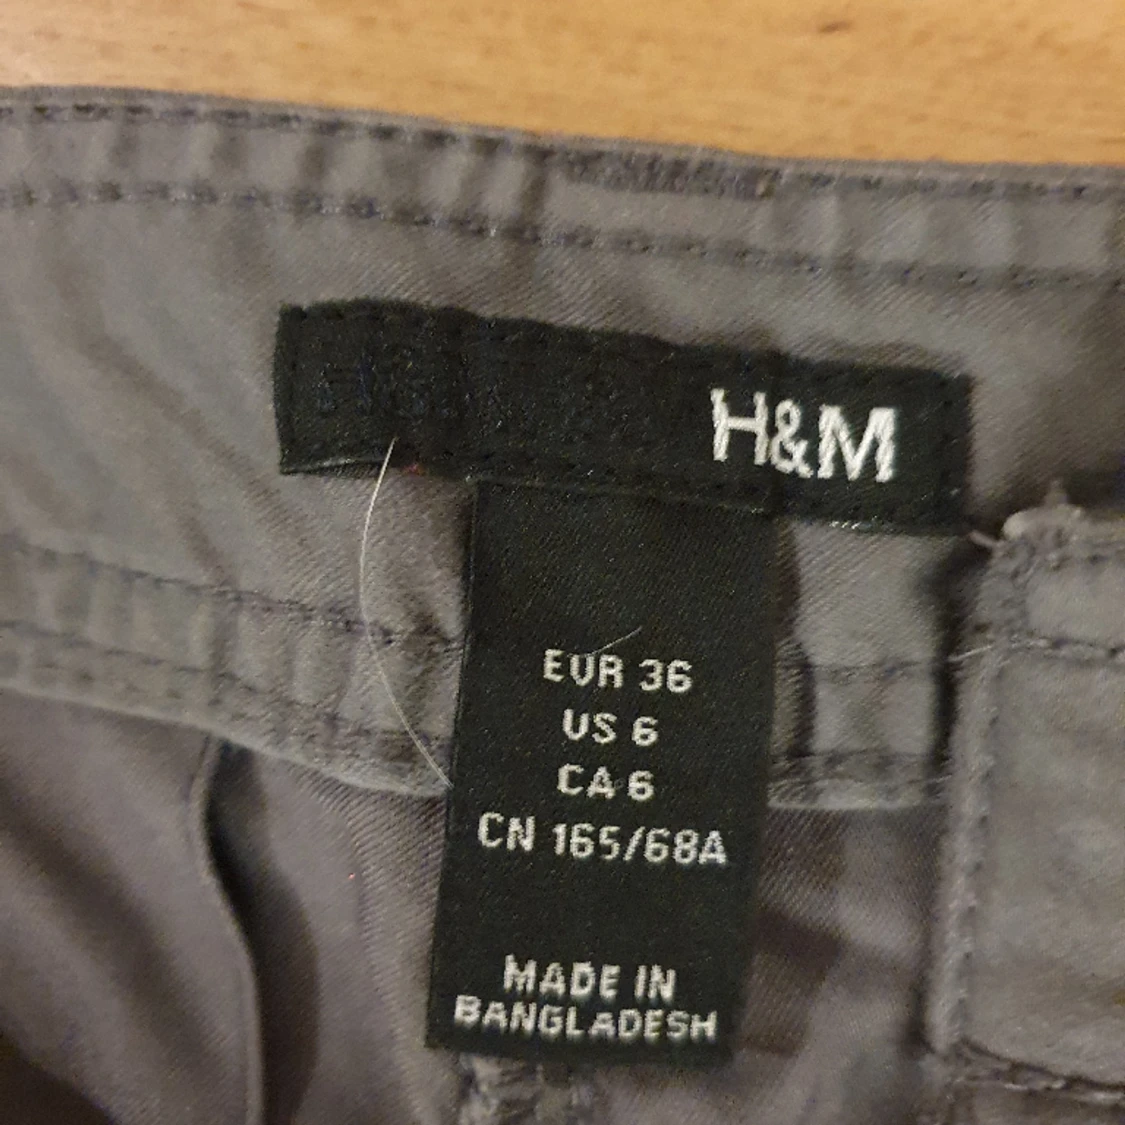 H&M
EUR 36
US 6
CA 6
CN 165/68A
MADE IN
BANGLADESH